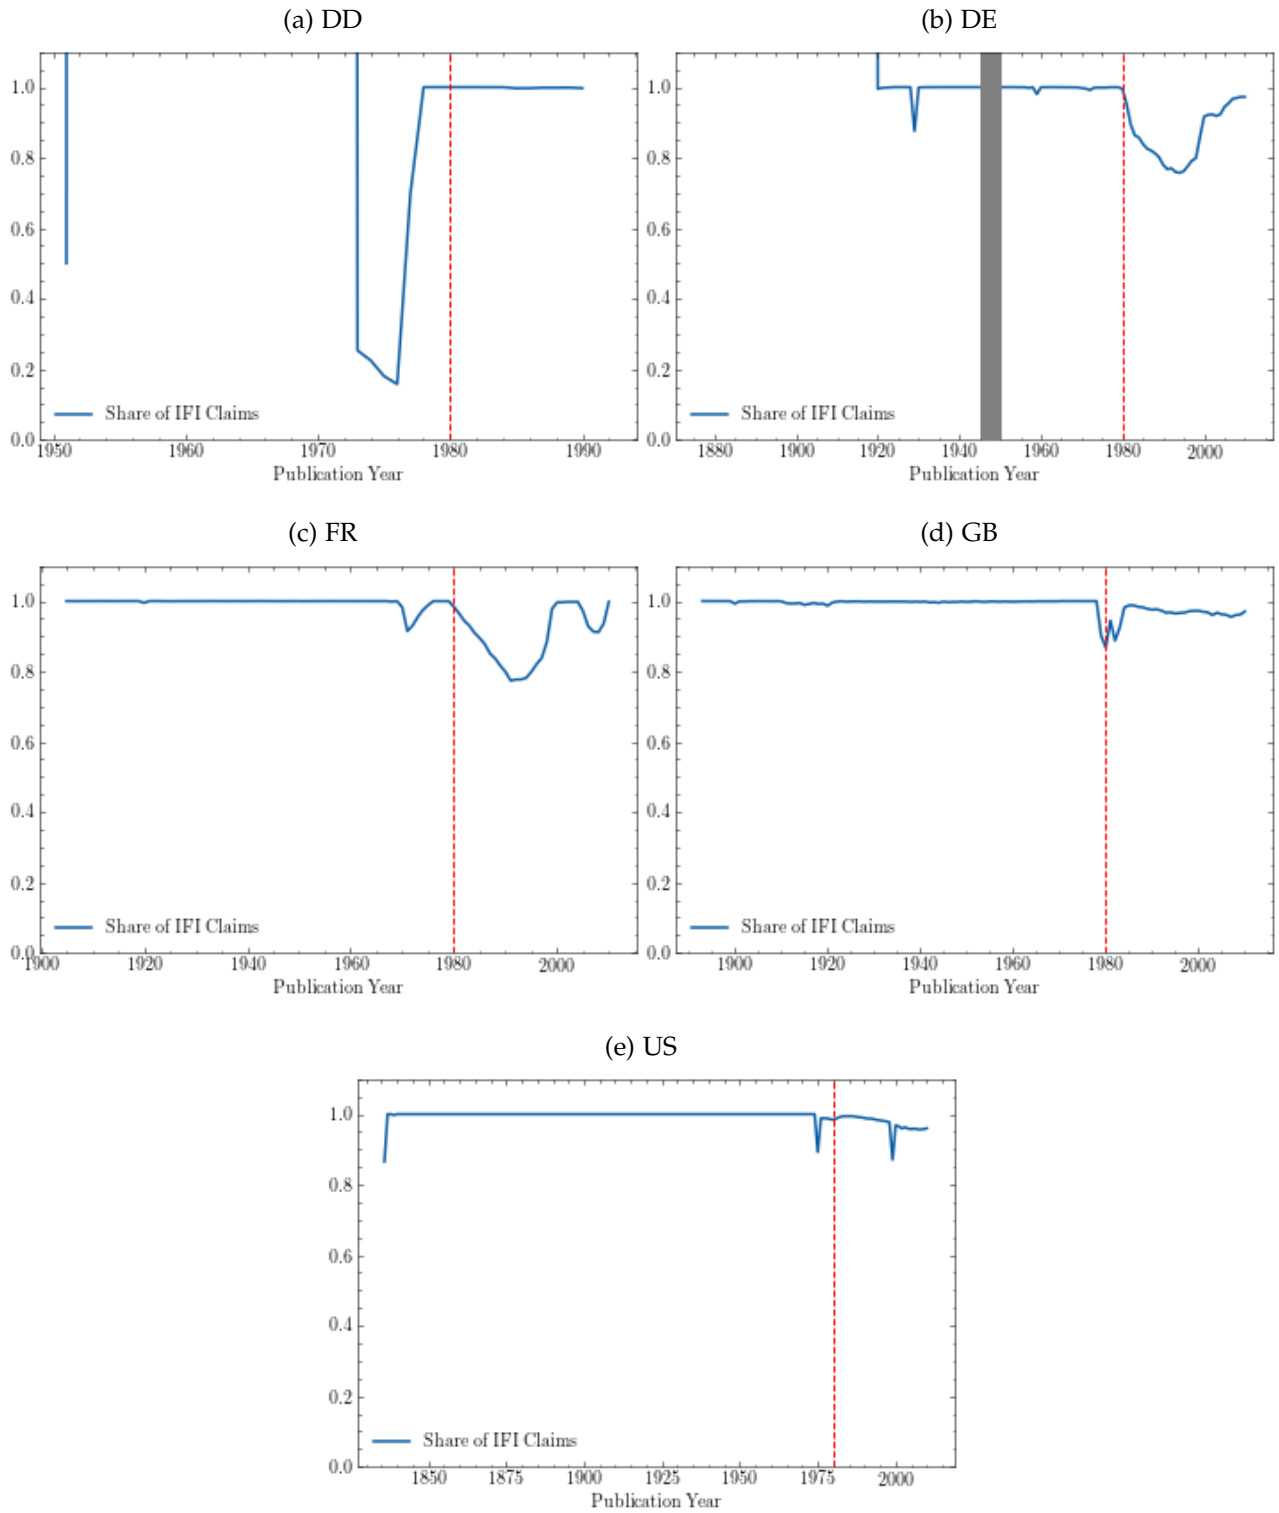 (a) DD
1.0
0.8
0.6
0.4
0.2
0.0
Share of IFI Claims
1950 1960 1970 1980 1990
Publication Year
(b) DE
1.0
0.8
0.6
0.4
0.2
0.0
Share of IFI Claims
1880 1900 1920 1940 1960 1980 2000
Publication Year
(c) FR
1.0
0.8
0.6
0.4
0.2
0.0
Share of IFI Claims
1900 1920 1940 1960 1980 2000
Publication Year
(d) GB
1.0
0.8
0.6
0.4
0.2
0.0
Share of IFI Claims
1900 1920 1940 1960 1980 2000
Publication Year
(e) US
1.0
0.8
0.6
0.4
0.2
0.0
Share of IFI Claims
1850 1875 1900 1925 1950 1975 2000
Publication Year